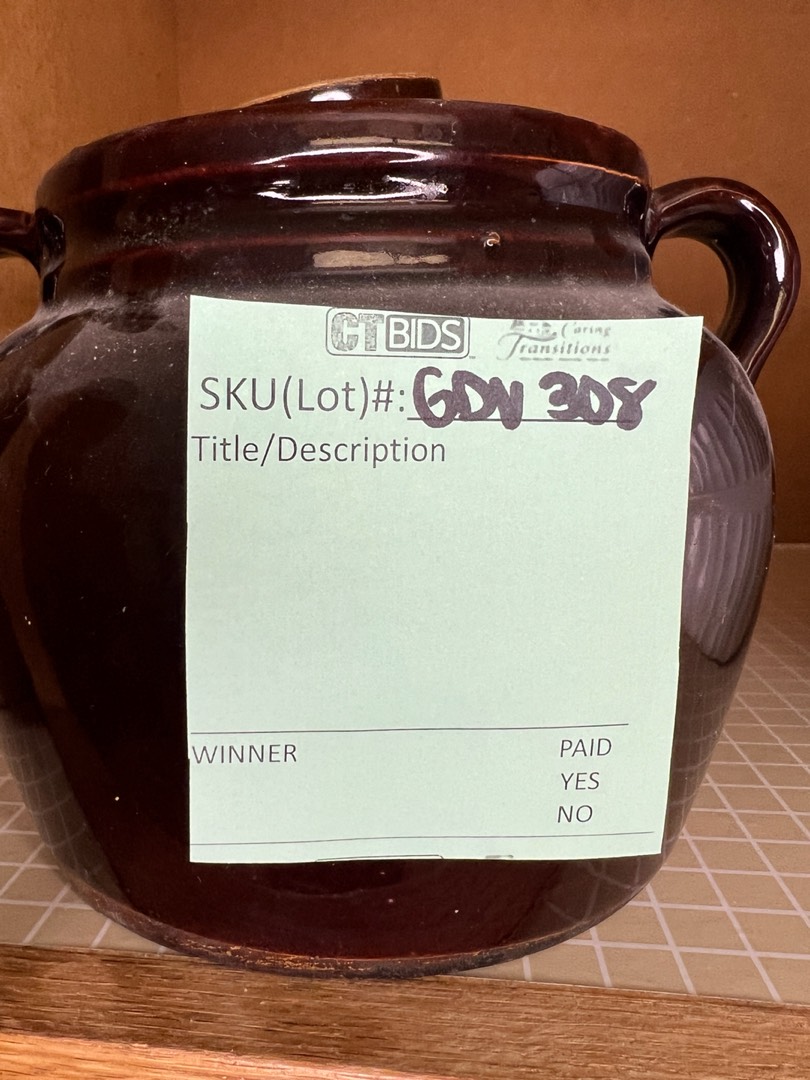 CTBIDS
Caring
Transitions
SKU(Lot)#: GDN 308
Title/Description
WINNER
PAID
YES
NO